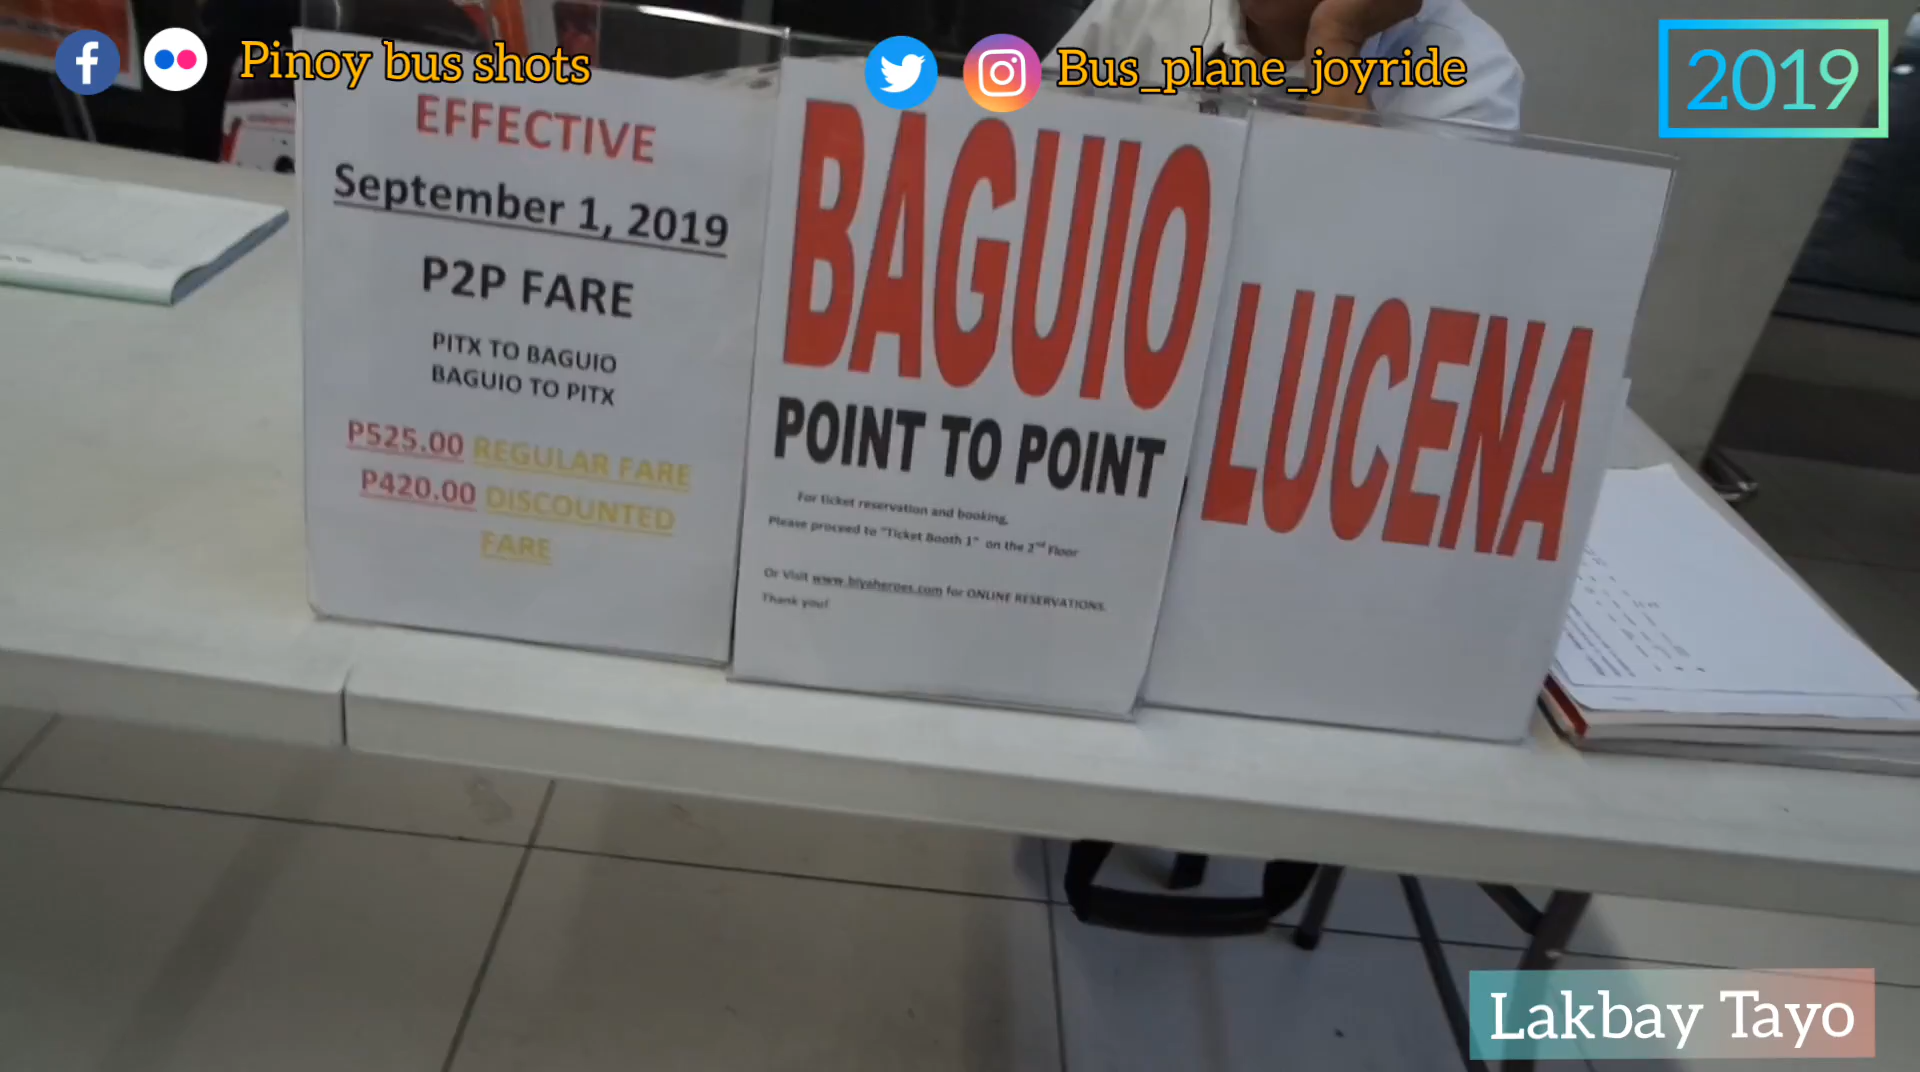 Pinoy bus shots
Bus_plane_joyride
2019
EFFECTIVE
September 1, 2019
P2P FARE
PITX TO BAGUIO
BAGUIO TO PITX
P525.00 REGULAR FARE
P420.00 DISCOUNTED
FARE
BAGUIO
POINT TO POINT
For ticket reservation and booking,
Please proceed to "Ticket Booth 1" on the 2nd Floor
Or Visit www.biyaheroes.com for ONLINE RESERVATIONS.
Thank you!
LUCENA
Lakbay Tayo